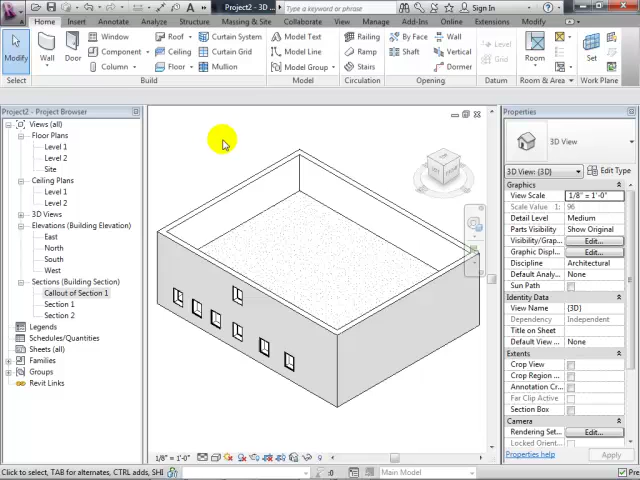 Project2 - 3D ...
Type a keyword or phrase
Sign In
Home Insert Annotate Analyze Structure Massing & Site Collaborate View Manage Add-Ins Online Extensions Modify
Modify
Wall
Door
Window
Component
Column
Roof
Ceiling
Floor
Curtain System
Curtain Grid
Mullion
Model Text
Model Line
Model Group
Railing
Ramp
Stairs
By Face
Shaft
Wall
Vertical
Dormer
Level
Grid
Room
Set
Select
Build
Model
Circulation
Opening
Datum
Room & Area
Work Plane
Project2 - Project Browser
Views (all)
Floor Plans
Level 1
Level 2
Site
Ceiling Plans
Level 1
Level 2
3D Views
Elevations (Building Elevation)
East
North
South
West
Sections (Building Section)
Callout of Section 1
Section 1
Section 2
Legends
Schedules/Quantities
Sheets (all)
Families
Groups
Revit Links
Properties
3D View
3D View: {3D}
Edit Type
Graphics
View Scale 1/8" = 1'-0"
Scale Value 1: 96
Detail Level Medium
Parts Visibility Show Original
Visibility/Grap... Edit...
Graphic Displ... Edit...
Discipline Architectural
Default Analy... None
Sun Path
Identity Data
View Name {3D}
Dependency Independent
Title on Sheet
Default View ... None
Extents
Crop View
Crop Region ...
Annotation Cr...
Far Clip Active
Section Box
Camera
Rendering Set... Edit...
Locked Orient...
Properties help
Apply
1/8" = 1'-0"
Click to select, TAB for alternates, CTRL adds, SHI
:0
Main Model
Pre